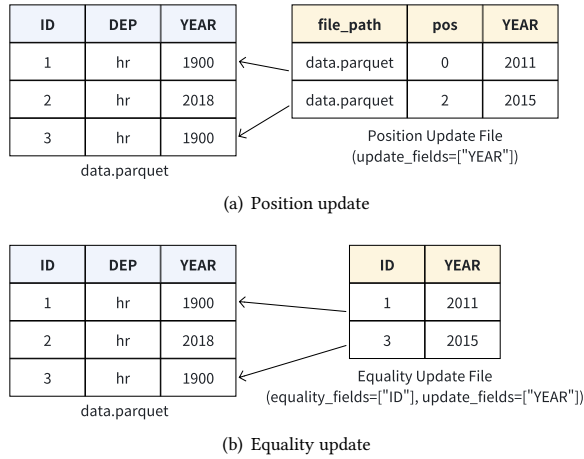 ID DEP YEAR
1 hr 1900
2 hr 2018
3 hr 1900
data.parquet
file_path pos YEAR
data.parquet 0 2011
data.parquet 2 2015
Position Update File
(update_fields=["YEAR"])
(a) Position update
ID DEP YEAR
1 hr 1900
2 hr 2018
3 hr 1900
data.parquet
ID YEAR
1 2011
3 2015
Equality Update File
(equality_fields=["ID"], update_fields=["YEAR"])
(b) Equality update